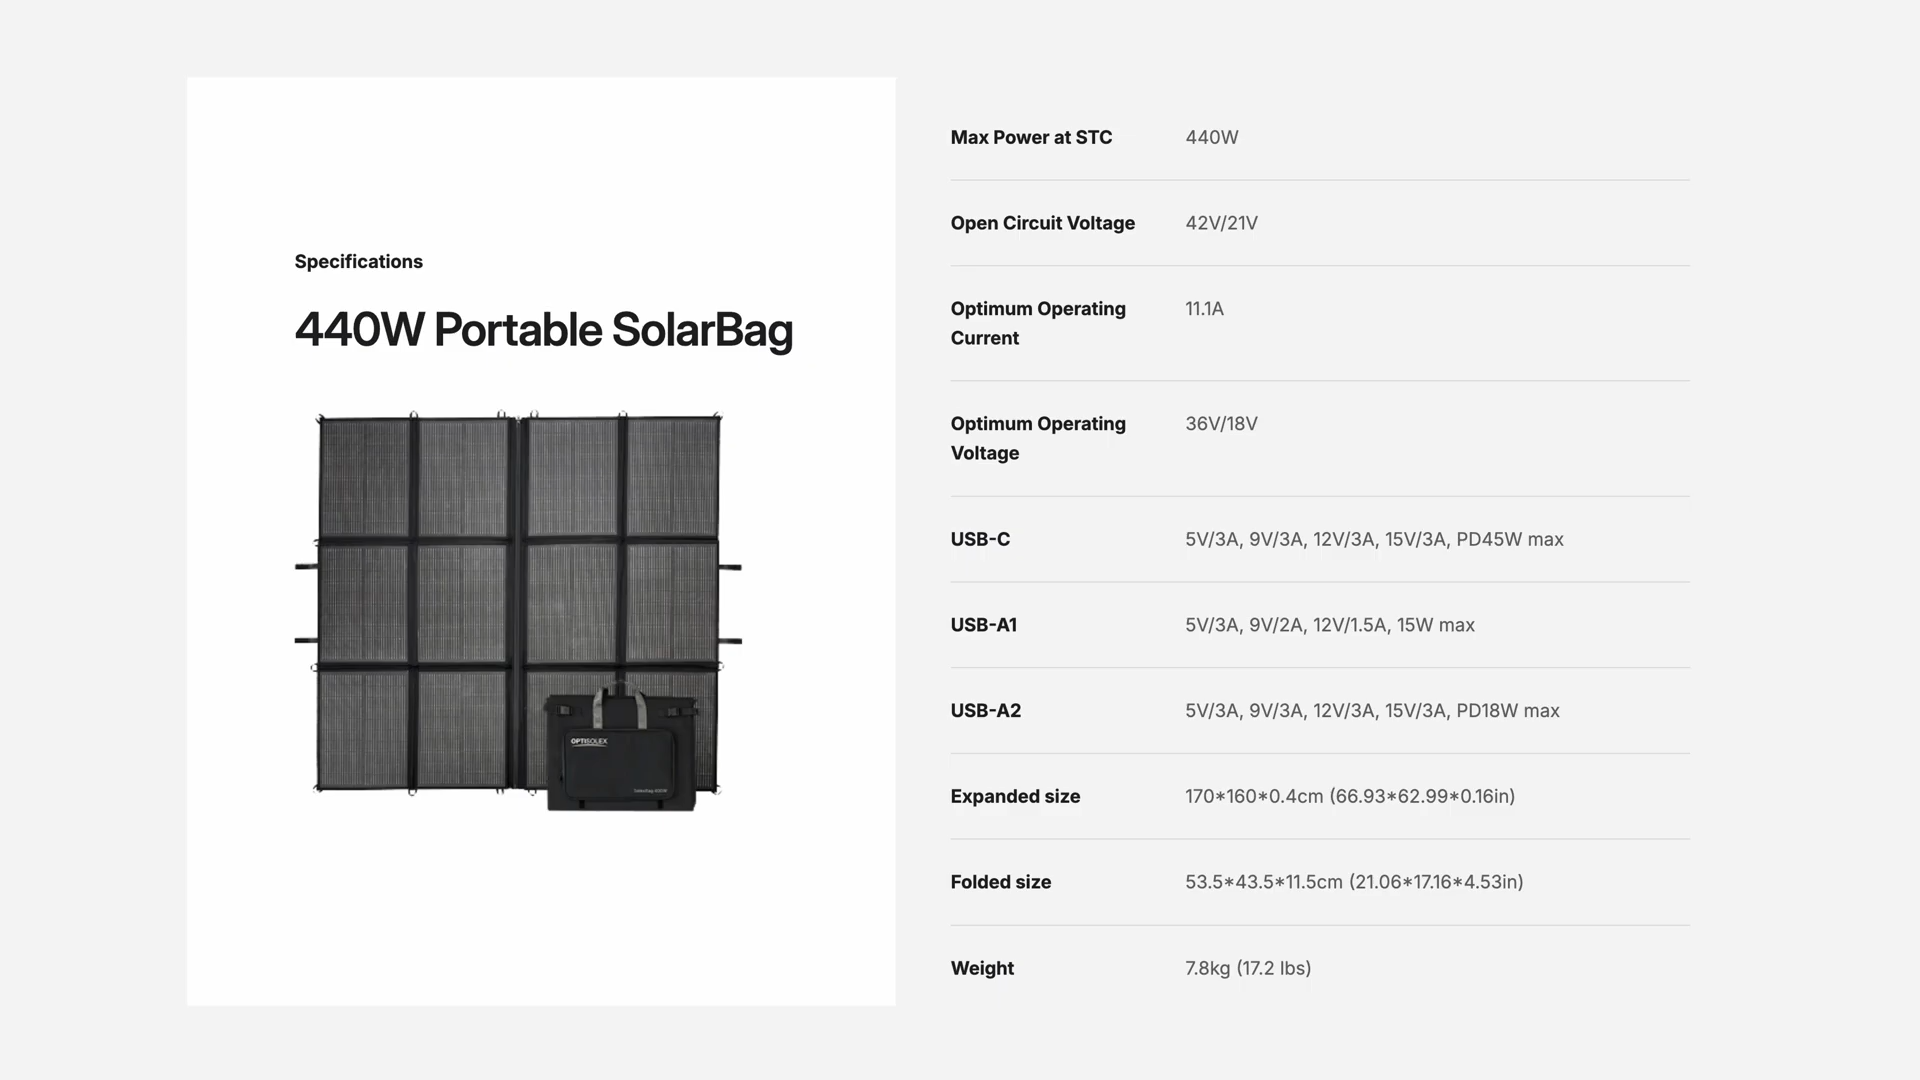 Specifications
440W Portable SolarBag
OPTISOLEX
Max Power at STC 440W
Open Circuit Voltage 42V/21V
Optimum Operating 11.1A
Current
Optimum Operating 36V/18V
Voltage
USB-C 5V/3A, 9V/3A, 12V/3A, 15V/3A, PD45W max
USB-A1 5V/3A, 9V/2A, 12V/1.5A, 15W max
USB-A2 5V/3A, 9V/3A, 12V/3A, 15V/3A, PD18W max
Expanded size 170*160*0.4cm (66.93*62.99*0.16in)
Folded size 53.5*43.5*11.5cm (21.06*17.16*4.53in)
Weight 7.8kg (17.2 lbs)